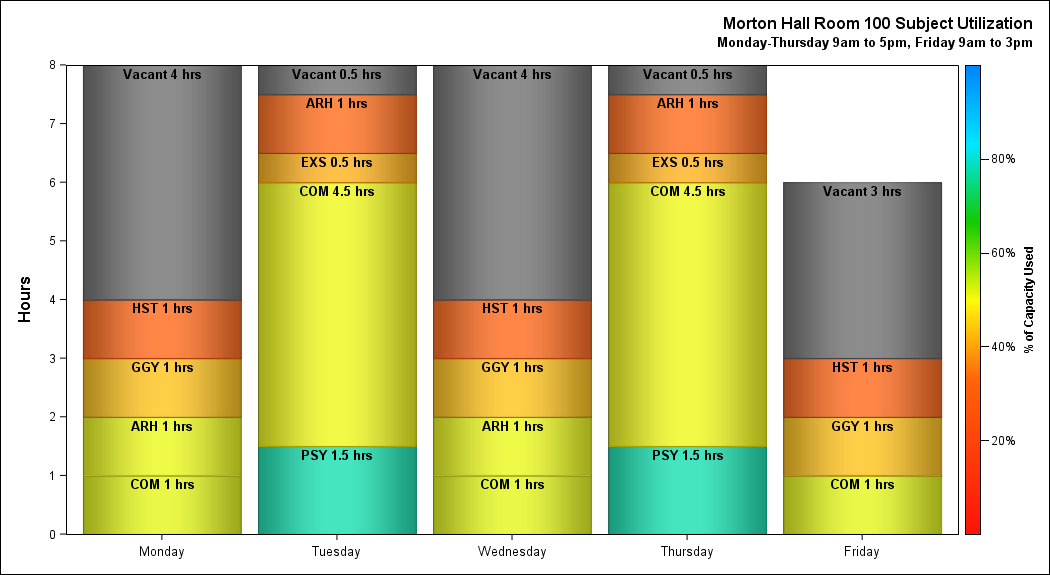 Morton Hall Room 100 Subject Utilization
Monday-Thursday 9am to 5pm, Friday 9am to 3pm
Hours
8
7
6
5
4
3
2
1
0
Vacant 4 hrs
HST 1 hrs
GGY 1 hrs
ARH 1 hrs
COM 1 hrs
Vacant 0.5 hrs
ARH 1 hrs
EXS 0.5 hrs
COM 4.5 hrs
PSY 1.5 hrs
Vacant 4 hrs
HST 1 hrs
GGY 1 hrs
ARH 1 hrs
COM 1 hrs
Vacant 0.5 hrs
ARH 1 hrs
EXS 0.5 hrs
COM 4.5 hrs
PSY 1.5 hrs
Vacant 3 hrs
HST 1 hrs
GGY 1 hrs
COM 1 hrs
Monday
Tuesday
Wednesday
Thursday
Friday
80%
60%
40%
20%
% of Capacity Used